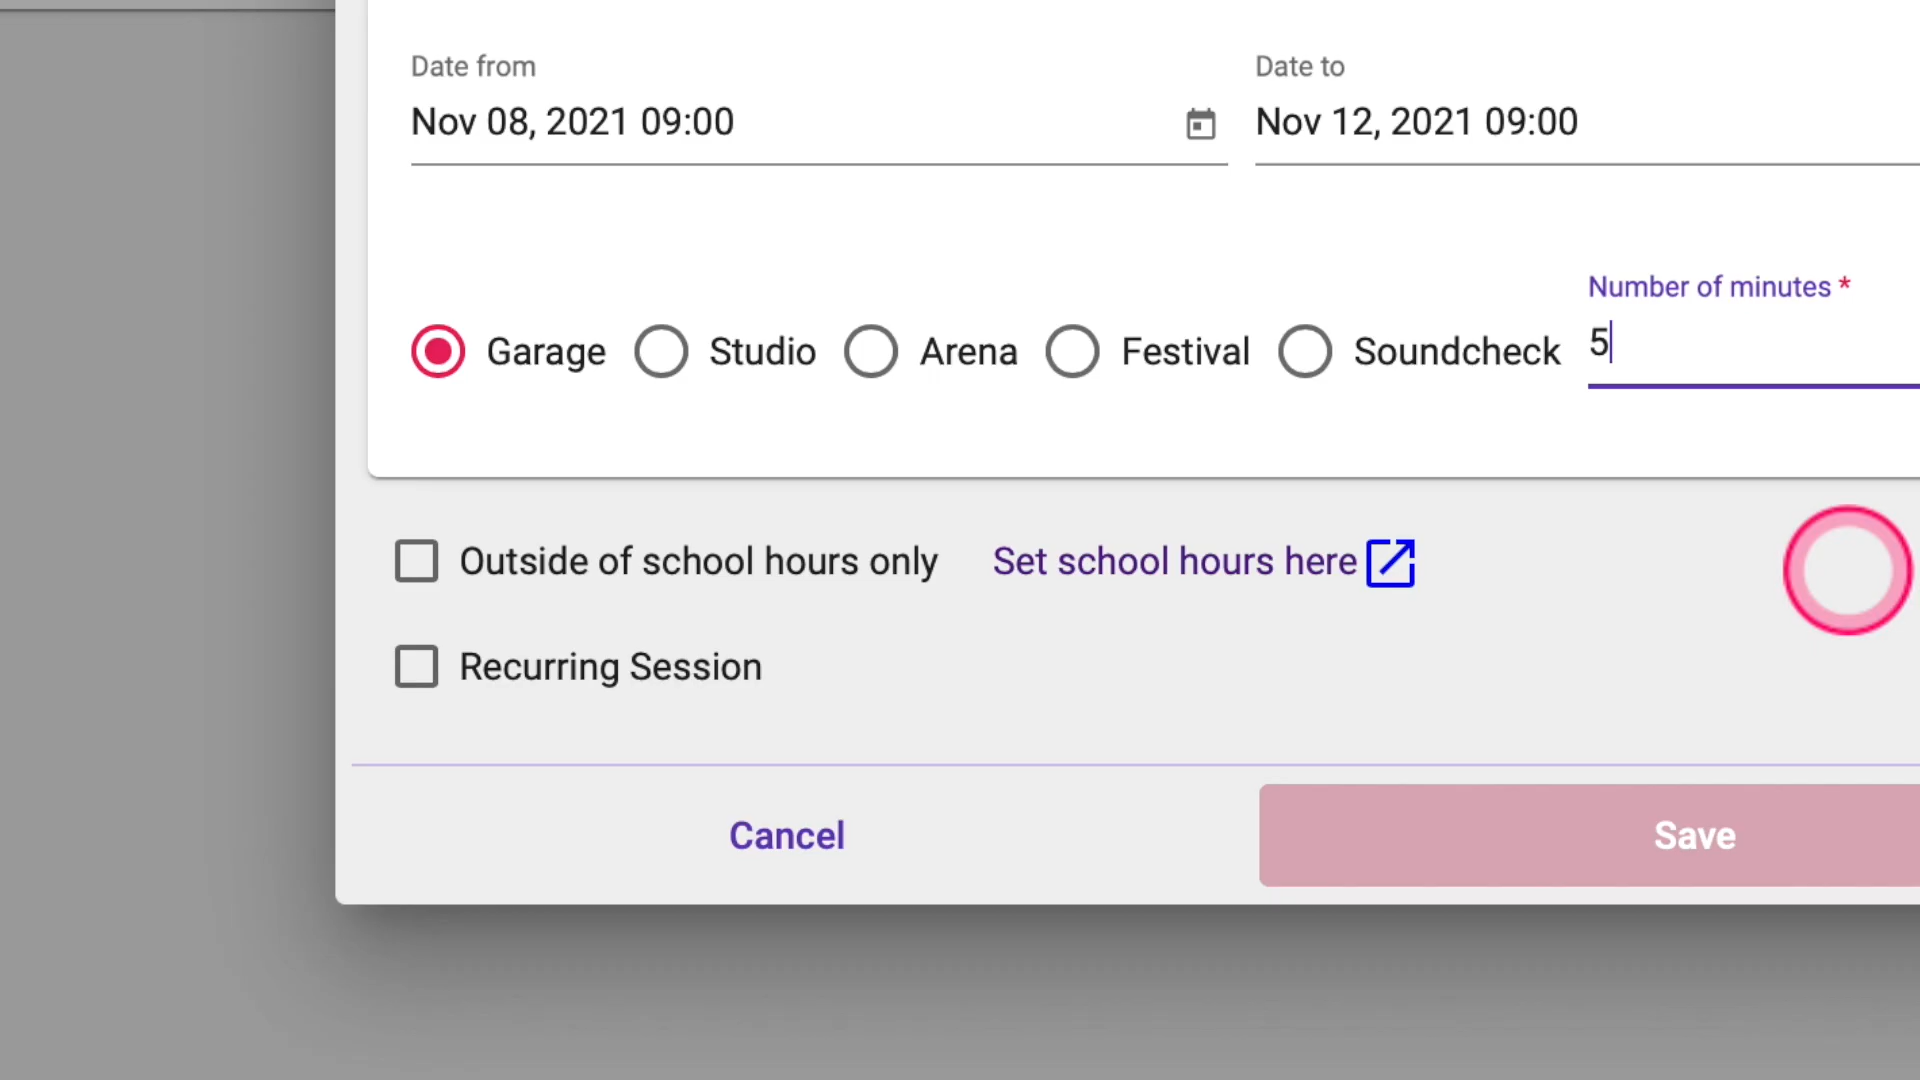 Date from
Date to
Nov 08, 2021 09:00
Nov 12, 2021 09:00
Number of minutes *
5
Garage
Studio
Arena
Festival
Soundcheck
Outside of school hours only
Set school hours here
Recurring Session
Cancel
Save